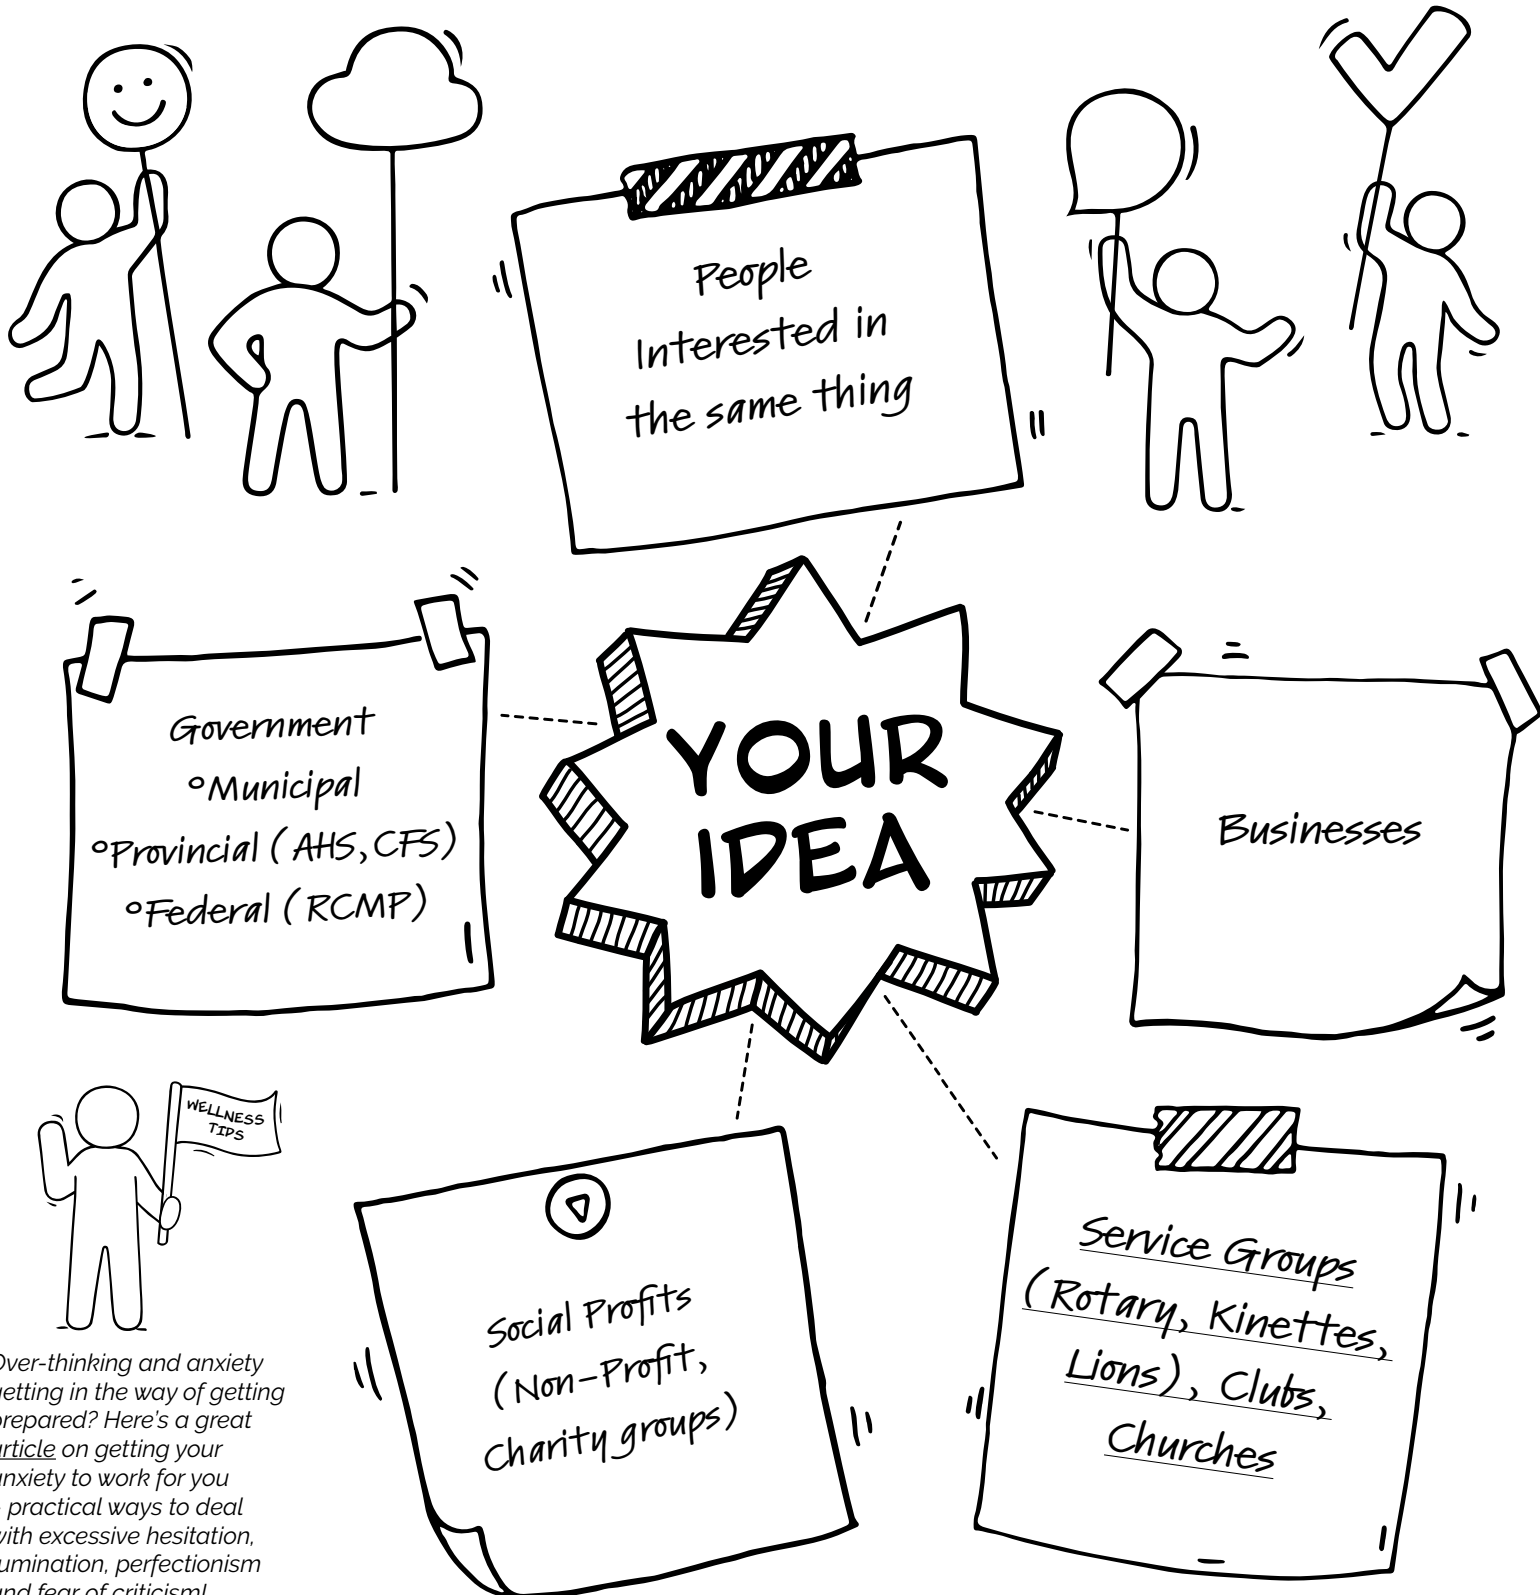 People
Interested in
the same thing
Government
°Municipal
°Provincial (AHS, CFS)
°Federal (RCMP)
YOUR
IDEA
Businesses
WELLNESS
TIPS
Social Profits
(Non-Profit,
Charity groups)
Service Groups
(Rotary, Kinettes,
Lions), Clubs,
Churches
Over-thinking and anxiety
getting in the way of getting
prepared? Here's a great
article on getting your
anxiety to work for you
- practical ways to deal
with excessive hesitation,
rumination, perfectionism
and fear of criticism!